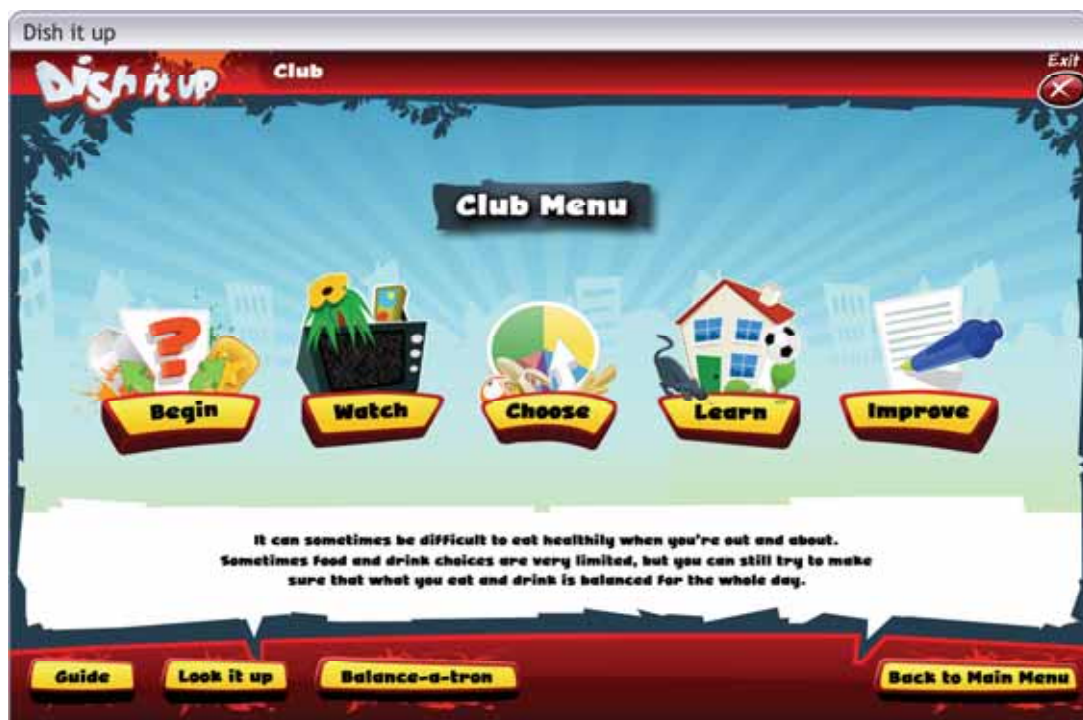 Dish it up
Dish it up
Club
Exit
Club Menu
Begin
Watch
Choose
Learn
Improve
It can sometimes be difficult to eat healthily when you're out and about.
Sometimes food and drink choices are very limited, but you can still try to make
sure that what you eat and drink is balanced for the whole day.
Guide
Look it up
Balance-a-tron
Back to Main Menu